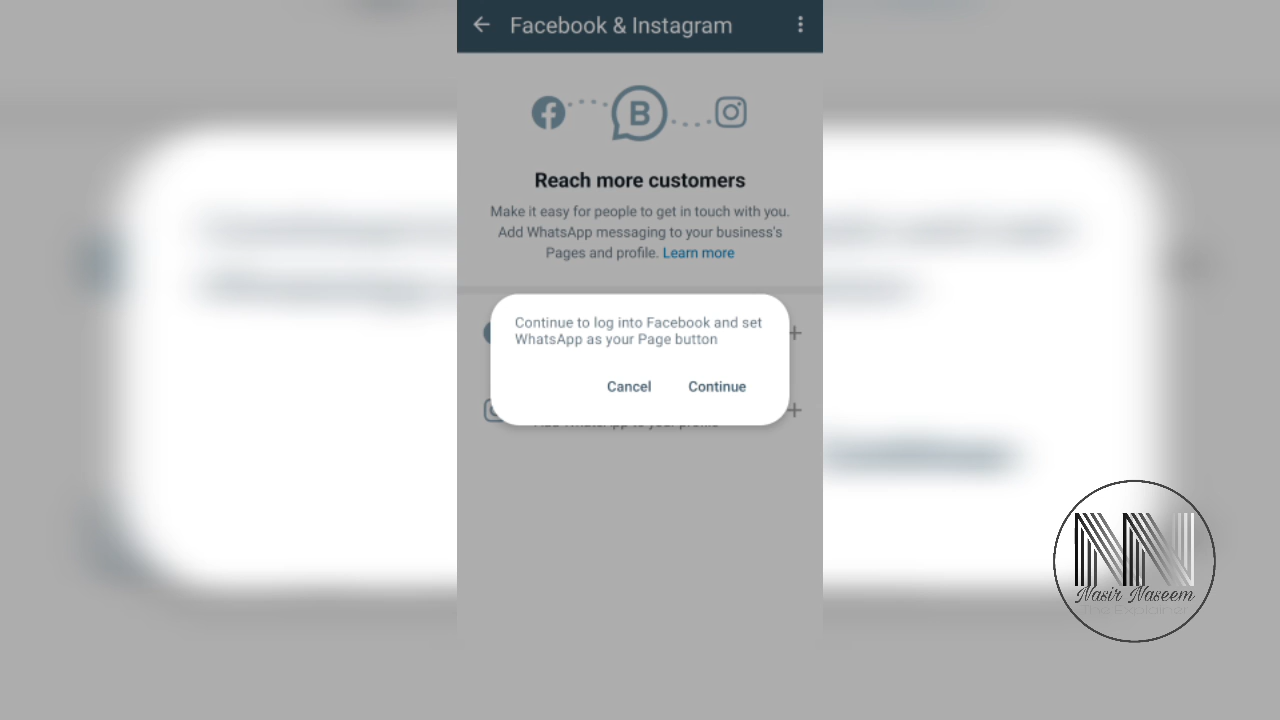 Facebook & Instagram
B
Reach more customers
Make it easy for people to get in touch with you.
Add WhatsApp messaging to your business's
Pages and profile. Learn more
Continue to log into Facebook and set
WhatsApp as your Page button
Cancel Continue
NN
Nasir Naseem